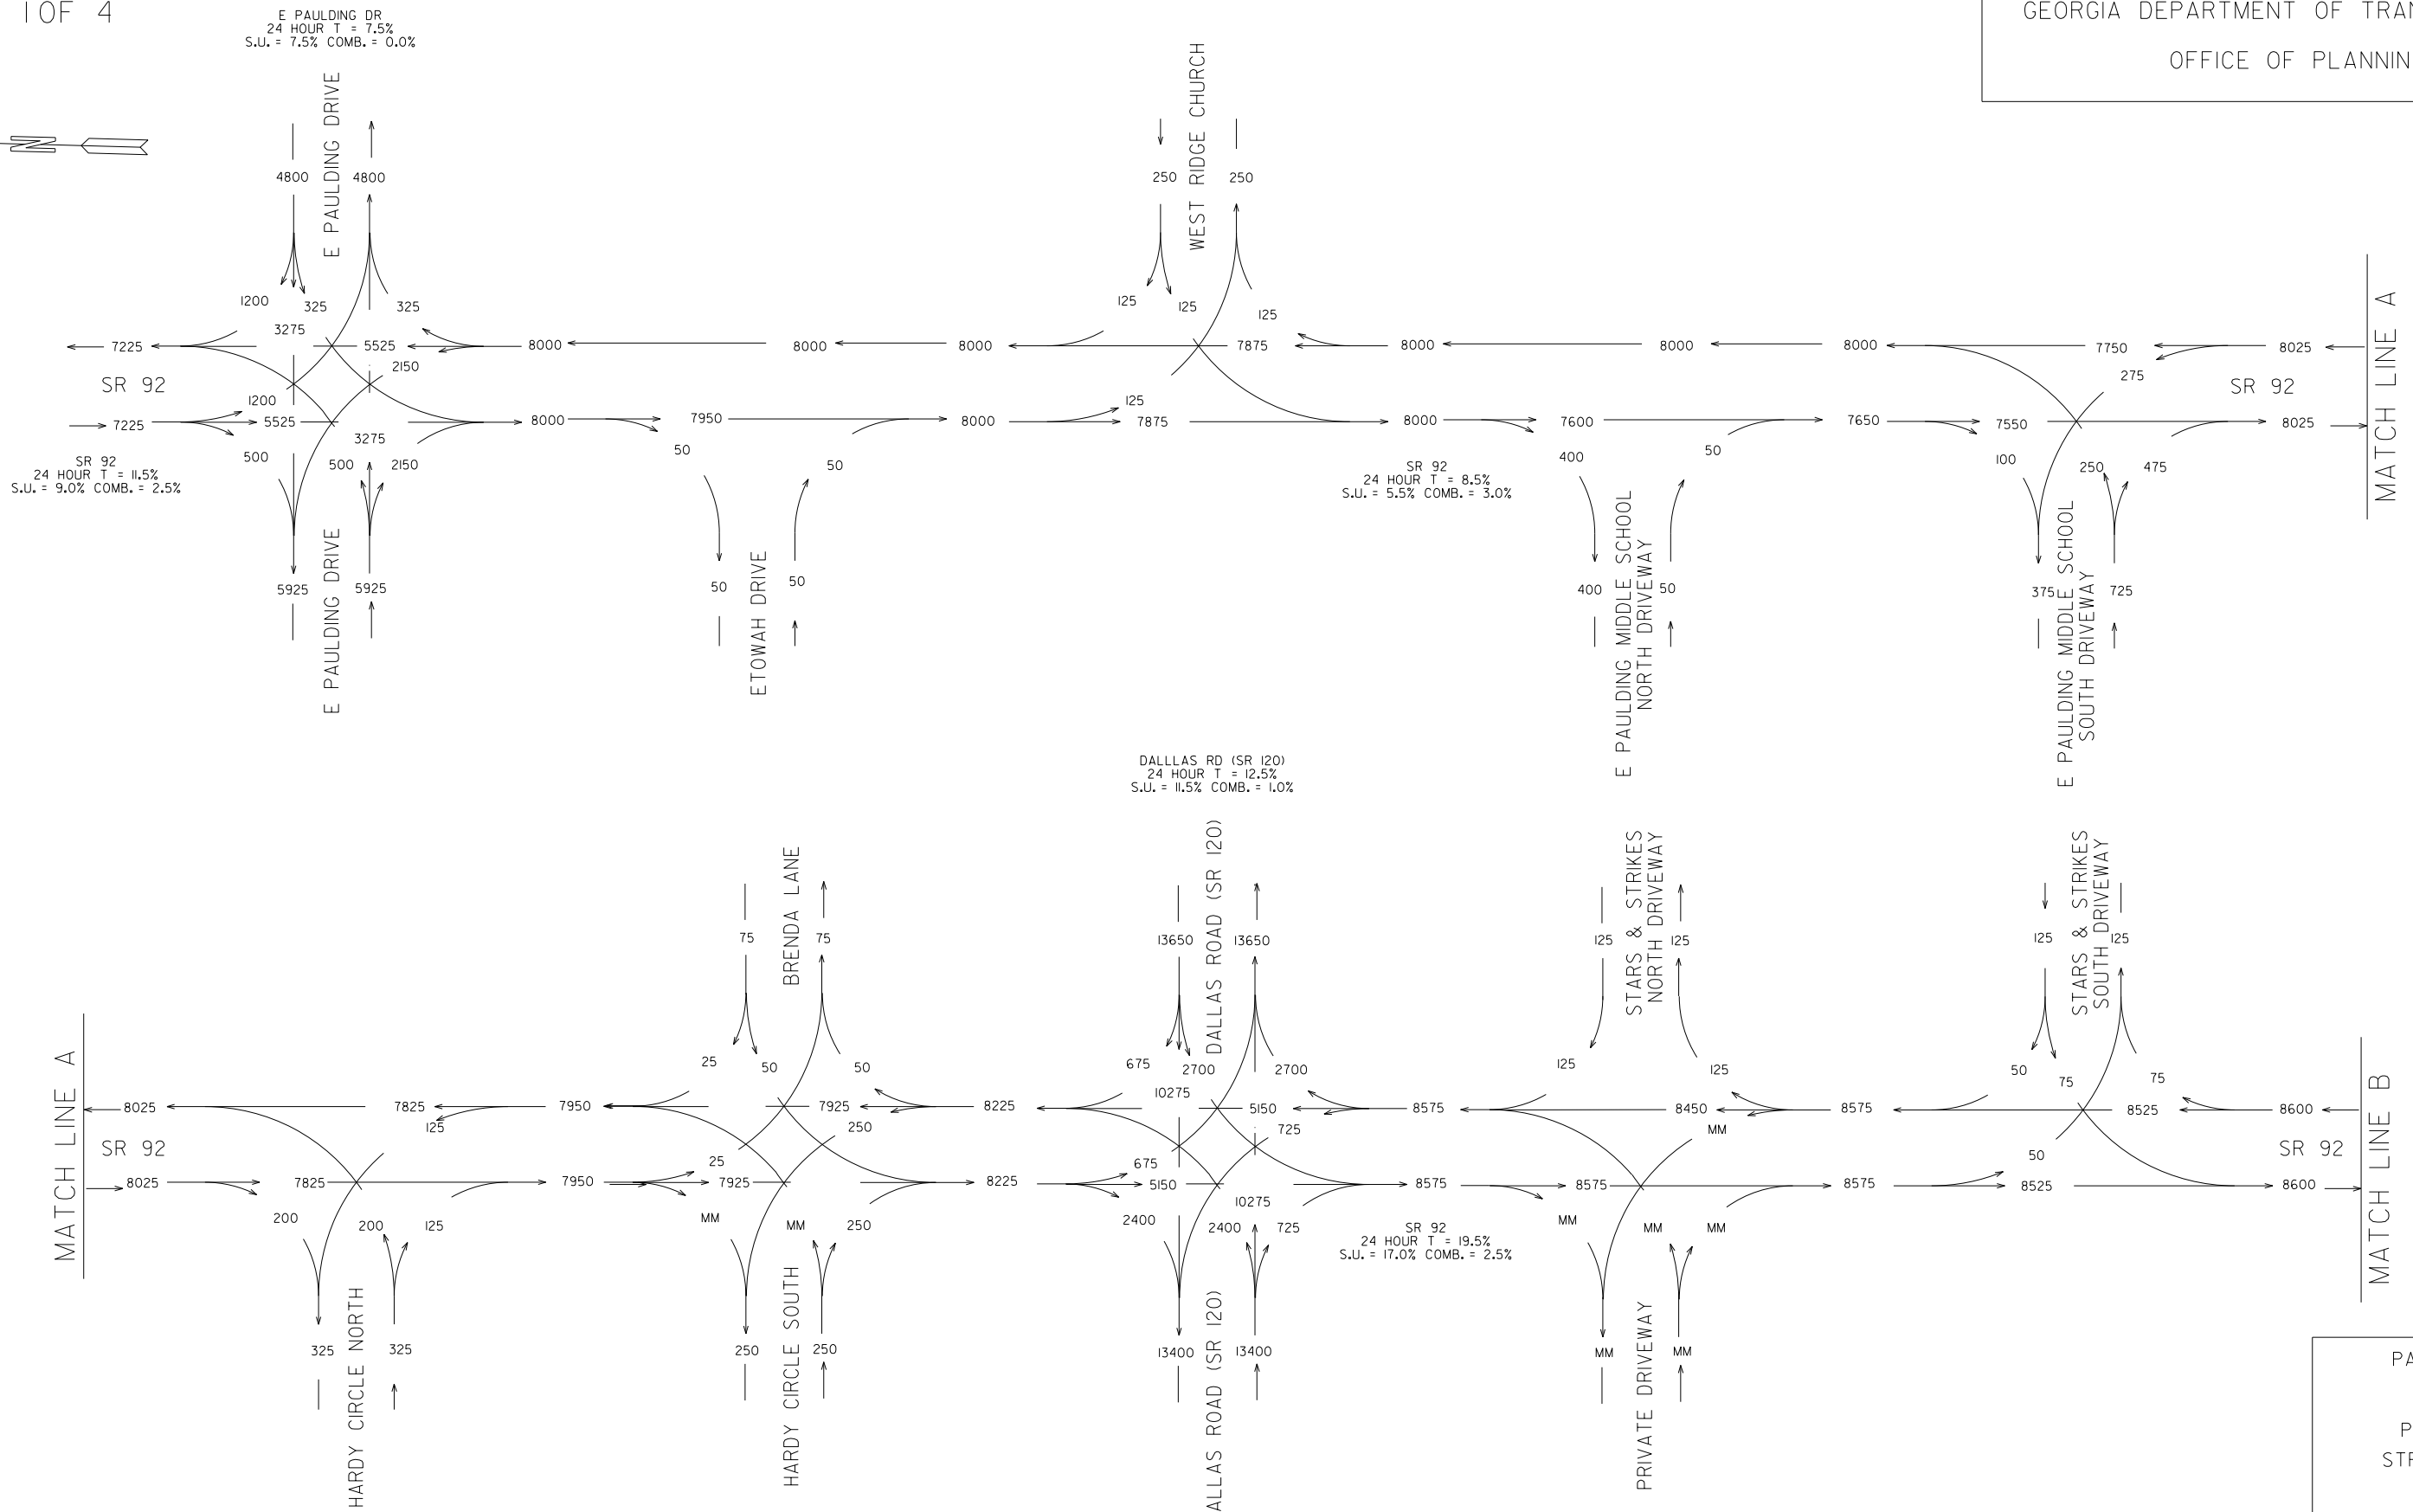 1 OF 4
GEORGIA DEPARTMENT OF TRAN
OFFICE OF PLANNIN
E PAULDING DR
24 HOUR T = 7.5%
S.U. = 7.5% COMB. = 0.0%
N
E PAULDING DRIVE
4800 4800
1200 325 325
3275
7225 5525 8000
2150
SR 92
1200
7225 5525 8000
3275
500 500 2150
SR 92
24 HOUR T = 11.5%
S.U. = 9.0% COMB. = 2.5%
5925 5925
E PAULDING DRIVE
8000
7950
50 50
50 50
ETOWAH DRIVE
WEST RIDGE CHURCH
250 250
125 125 125
8000 7875 8000
125
8000 7875 8000
SR 92
24 HOUR T = 8.5%
S.U. = 5.5% COMB. = 3.0%
8000
7600
400 50
400 50
E PAULDING MIDDLE SCHOOL
NORTH DRIVEWAY
8000 7750 8025
275
SR 92
7650 7550 8025
100 250 475
375 725
E PAULDING MIDDLE SCHOOL
SOUTH DRIVEWAY
MATCH LINE A
MATCH LINE A
8025 7825 7950
125
SR 92
8025 7825 7950
200 200 125
325 325
HARDY CIRCLE NORTH
BRENDA LANE
75 75
25 50 50
7925 8225
250
25
7925 8225
MM MM 250
250 250
HARDY CIRCLE SOUTH
DALLLAS RD (SR 120)
24 HOUR T = 12.5%
S.U. = 11.5% COMB. = 1.0%
DALLAS ROAD (SR 120)
13650 13650
675 2700 2700
10275
5150 8575
725
675
5150 8575
10275
2400 2400 725
SR 92
24 HOUR T = 19.5%
S.U. = 17.0% COMB. = 2.5%
13400 13400
ALLAS ROAD (SR 120)
STARS & STRIKES
NORTH DRIVEWAY
125 125
125 125
8450 8575
MM
8575 8575
MM MM MM
MM MM
PRIVATE DRIVEWAY
STARS & STRIKES
SOUTH DRIVEWAY
125 125
50 75 75
8525 8600
SR 92
50
8525 8600
MATCH LINE B
PA
P
STR